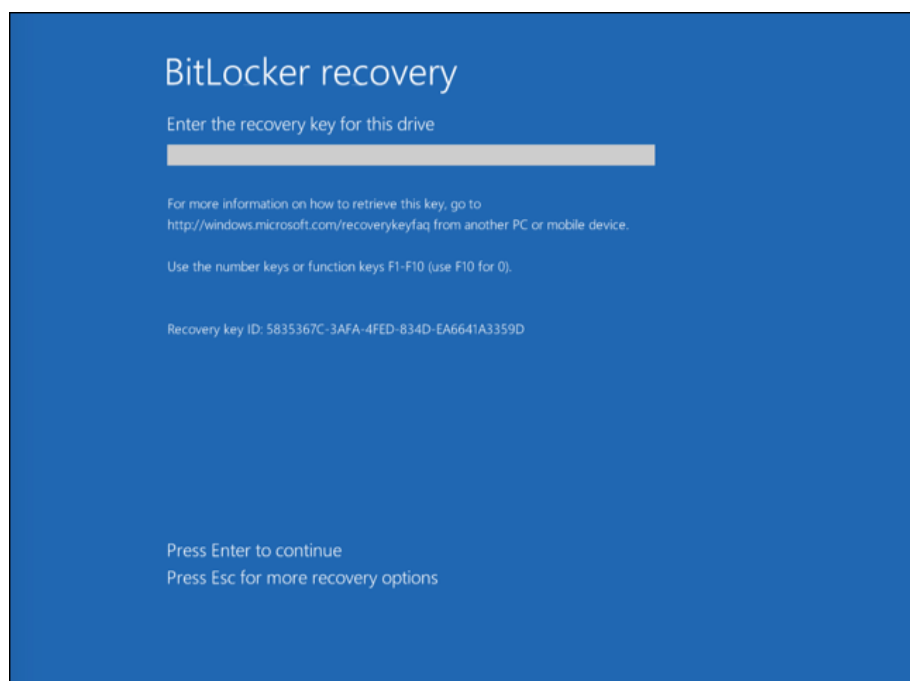 BitLocker recovery
Enter the recovery key for this drive
For more information on how to retrieve this key, go to
http://windows.microsoft.com/recoverykeyfaq from another PC or mobile device.
Use the number keys or function keys F1-F10 (use F10 for 0).
Recovery key ID: 5835367C-3AFA-4FED-834D-EA6641A3359D
Press Enter to continue
Press Esc for more recovery options